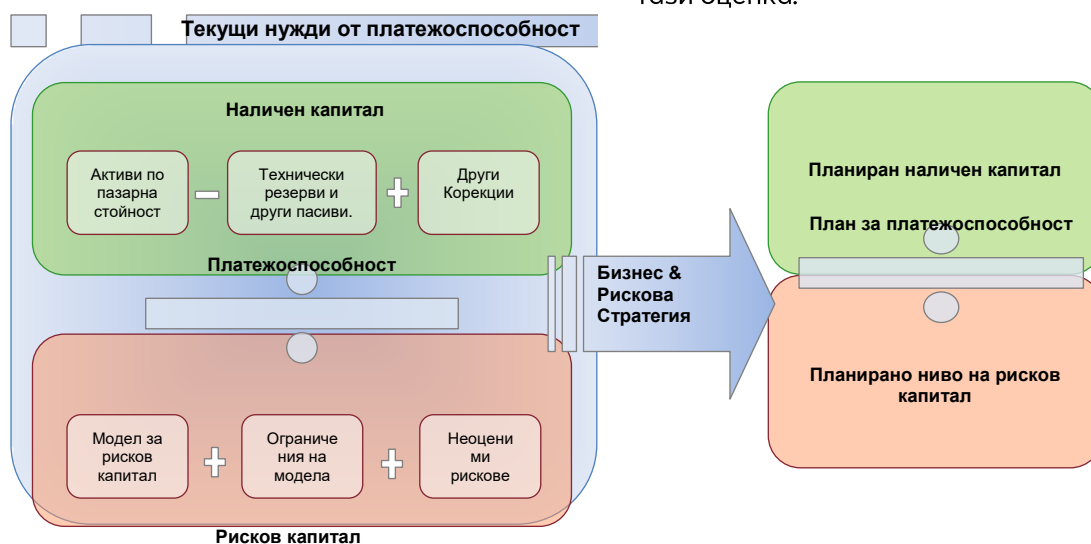 тази оценка.
Текущи нужди от платежоспособност
Наличен капитал
Активи по
пазарна
стойност
Технически
резерви и
други пасиви.
Други
Корекции
Платежоспособност
Модел за
рисков
капитал
Ограниче
ния на
модела
Неоцени
ми
рискове
Рисков капитал
Бизнес &
Рискова
Стратегия
Планиран наличен капитал
План за платежоспособност
Планирано ниво на рисков
капитал